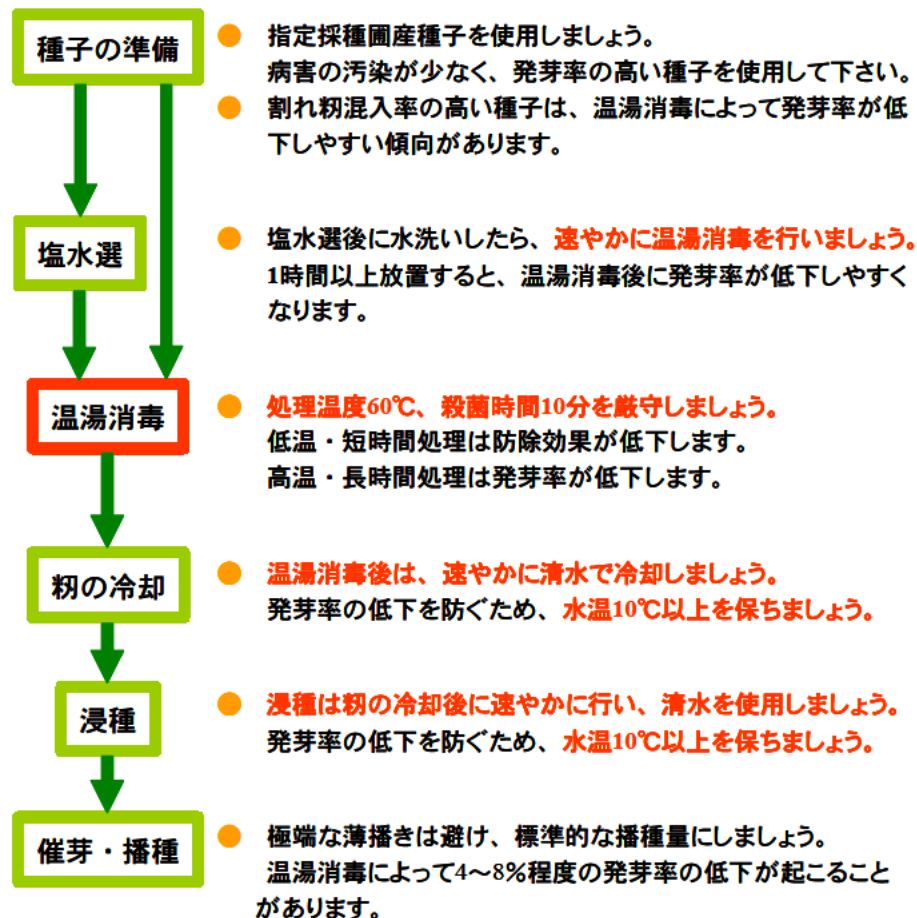 種子の準備
● 指定採種圃産種子を使用しましょう。
病害の汚染が少なく、発芽率の高い種子を使用して下さい。
● 割れ籾混入率の高い種子は、温湯消毒によって発芽率が低
下しやすい傾向があります。
塩水選
● 塩水選後に水洗いしたら、速やかに温湯消毒を行いましょう。
1時間以上放置すると、温湯消毒後に発芽率が低下しやすく
なります。
温湯消毒
● 処理温度60℃、殺菌時間10分を厳守しましょう。
低温・短時間処理は防除効果が低下します。
高温・長時間処理は発芽率が低下します。
籾の冷却
● 温湯消毒後は、速やかに清水で冷却しましょう。
発芽率の低下を防ぐため、水温10℃以上を保ちましょう。
浸種
● 浸種は籾の冷却後に速やかに行い、清水を使用しましょう。
発芽率の低下を防ぐため、水温10℃以上を保ちましょう。
催芽・播種
● 極端な薄播きは避け、標準的な播種量にしましょう。
温湯消毒によって4～8%程度の発芽率の低下が起こること
があります。